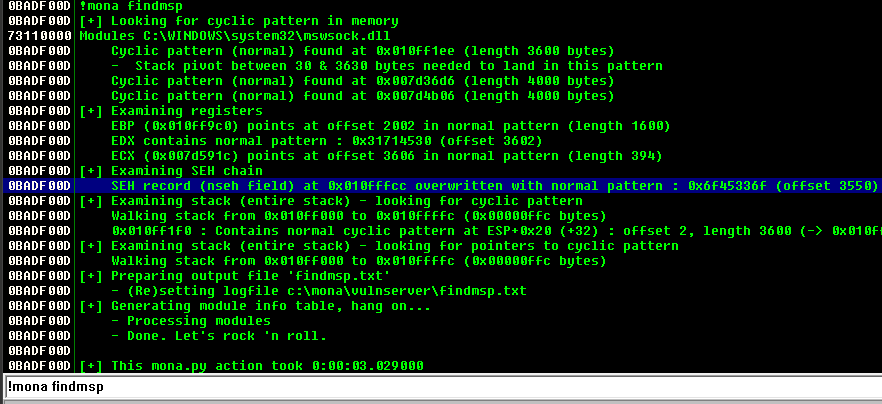 0BADF00D !mona findmsp
0BADF00D [+] Looking for cyclic pattern in memory
73110000 Modules C:\WINDOWS\system32\mswsock.dll
0BADF00D Cyclic pattern (normal) found at 0x010ff1ee (length 3600 bytes)
0BADF00D - Stack pivot between 30 & 3630 bytes needed to land in this pattern
0BADF00D Cyclic pattern (normal) found at 0x007d36d6 (length 4000 bytes)
0BADF00D Cyclic pattern (normal) found at 0x007d4b06 (length 4000 bytes)
0BADF00D [+] Examining registers
0BADF00D EBP (0x010ff9c0) points at offset 2002 in normal pattern (length 1600)
0BADF00D EDX contains normal pattern : 0x31714530 (offset 3602)
0BADF00D ECX (0x007d591c) points at offset 3606 in normal pattern (length 394)
0BADF00D [+] Examining SEH chain
0BADF00D SEH record (nseh field) at 0x010fffcc overwritten with normal pattern : 0x6f45336f (offset 3550)
0BADF00D [+] Examining stack (entire stack) - looking for cyclic pattern
0BADF00D Walking stack from 0x010ff000 to 0x010ffffc (0x00000ffc bytes)
0BADF00D 0x010ff1f0 : Contains normal cyclic pattern at ESP+0x20 (+32) : offset 2, length 3600 (-> 0x010f
0BADF00D [+] Examining stack (entire stack) - looking for pointers to cyclic pattern
0BADF00D Walking stack from 0x010ff000 to 0x010ffffc (0x00000ffc bytes)
0BADF00D [+] Preparing output file 'findmsp.txt'
0BADF00D - (Re)setting logfile c:\mona\vulnserver\findmsp.txt
0BADF00D [+] Generating module info table, hang on...
0BADF00D - Processing modules
0BADF00D - Done. Let's rock 'n roll.
0BADF00D
0BADF00D [+] This mona.py action took 0:00:03.029000
!mona findmsp